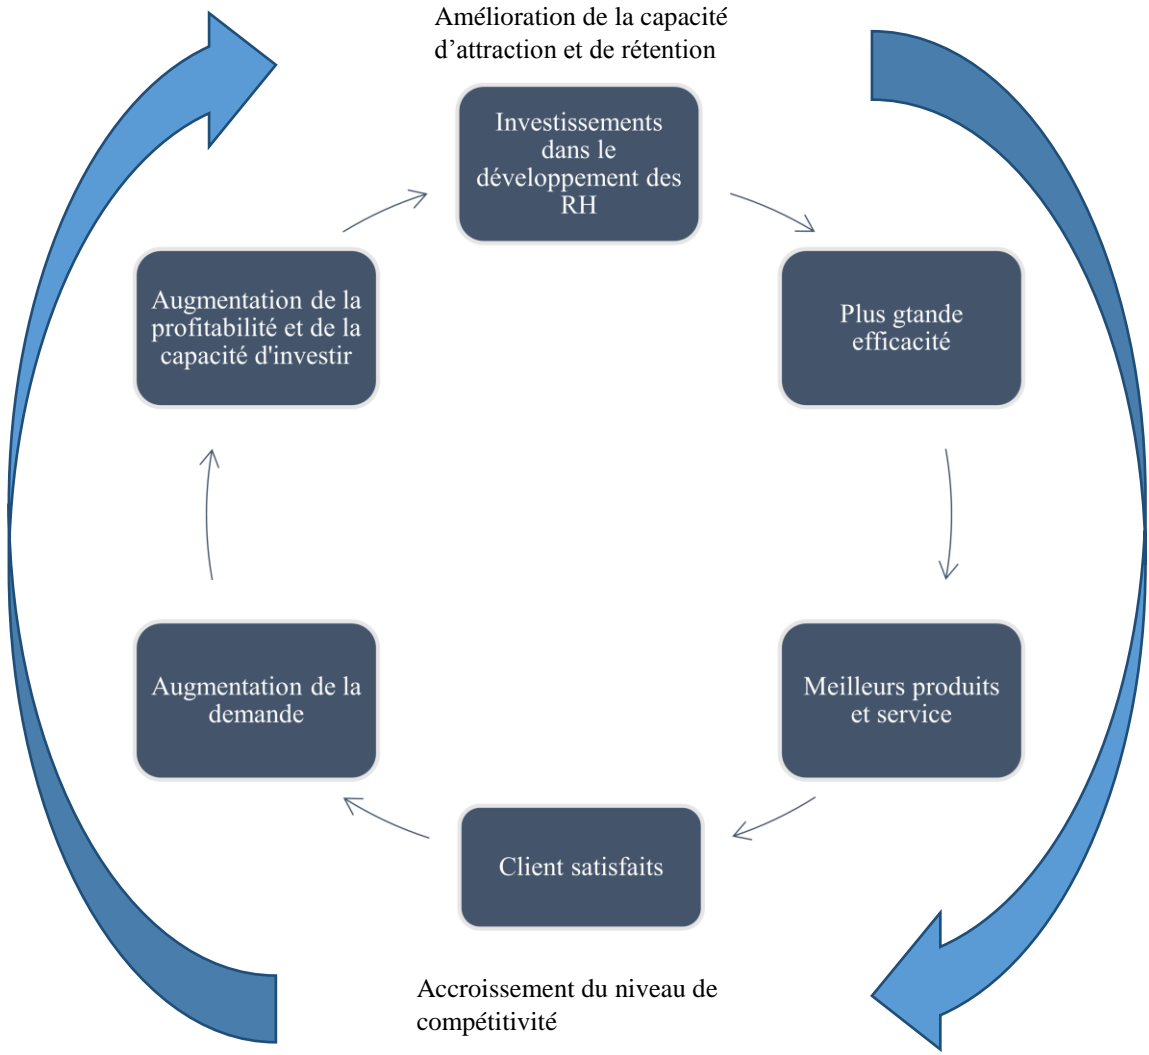 Amélioration de la capacité
d’attraction et de rétention
Investissements
dans le
développement des
RH
Plus gtande
efficacité
Meilleurs produits
et service
Client satisfaits
Augmentation de la
demande
Augmentation de la
profitabilité et de la
capacité d'investir
Accroissement du niveau de
compétitivité